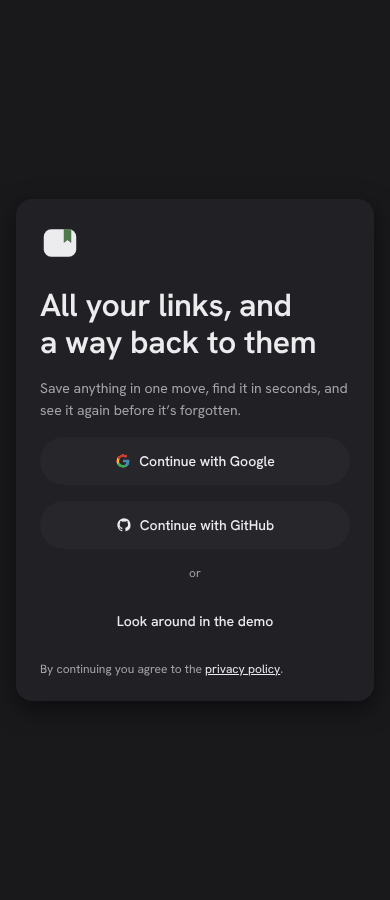 All your links, and
a way back to them
Save anything in one move, find it in seconds, and
see it again before it’s forgotten.
Continue with Google
Continue with GitHub
or
Look around in the demo
By continuing you agree to the privacy policy.